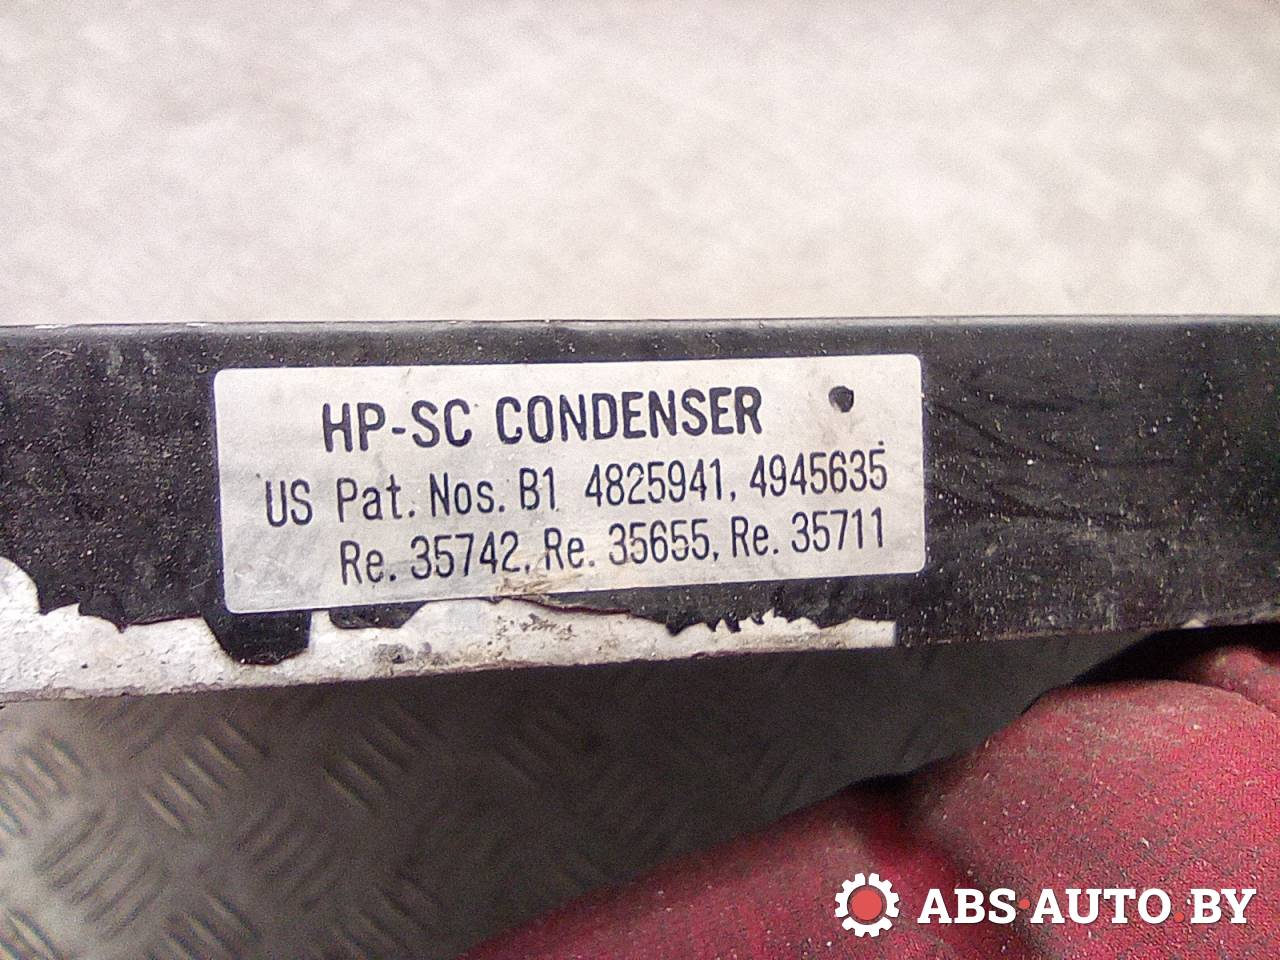 HP-SC CONDENSER
US Pat. Nos. B1 4825941, 4945635
Re. 35742, Re. 35655, Re. 35711
ABS·AUTO.BY